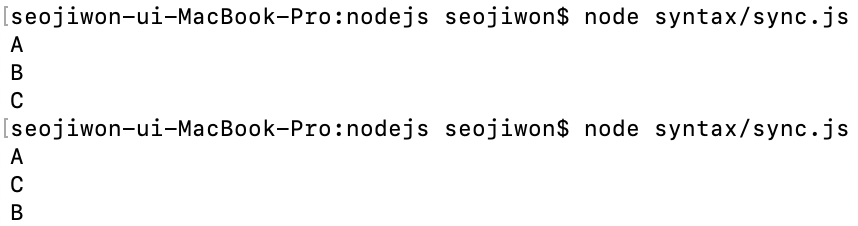 [seojiwon-ui-MacBook-Pro:nodejs seojiwon$ node syntax/sync.js
A
B
C
[seojiwon-ui-MacBook-Pro:nodejs seojiwon$ node syntax/sync.js
A
C
B